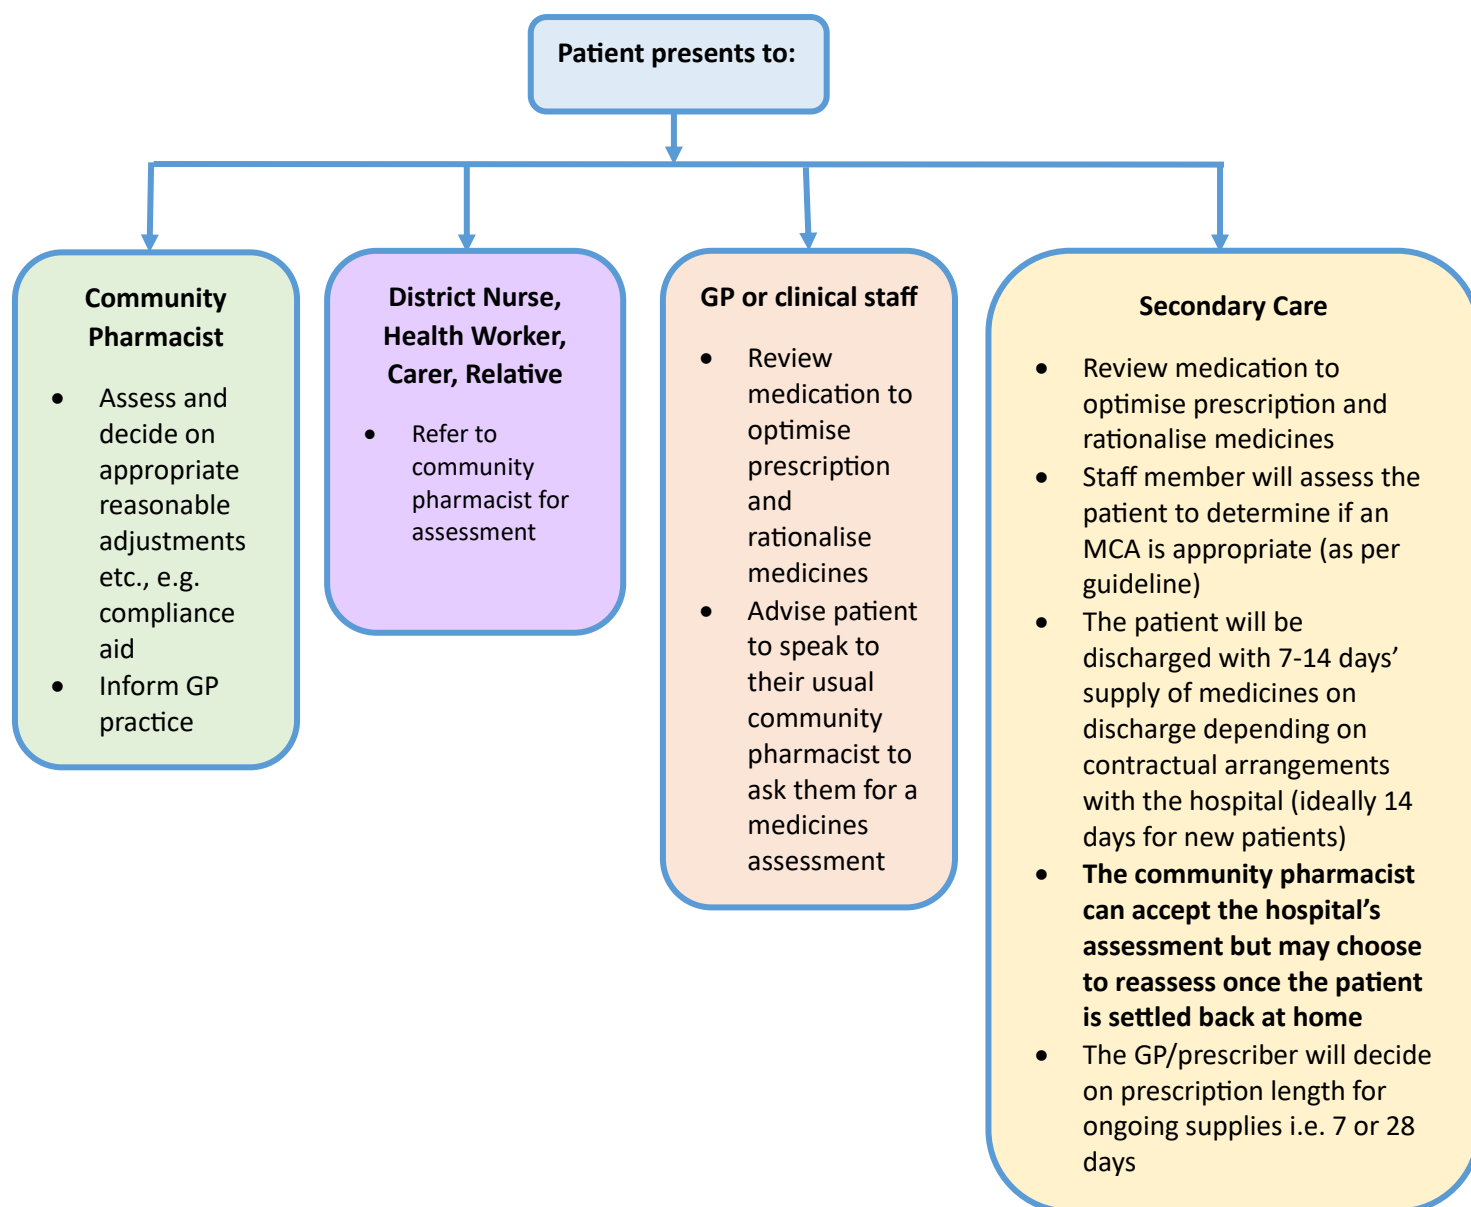 Patient presents to:
Community
Pharmacist
• Assess and
decide on
appropriate
reasonable
adjustments
etc., e.g.
compliance
aid
• Inform GP
practice
District Nurse,
Health Worker,
Carer, Relative
• Refer to
community
pharmacist for
assessment
GP or clinical staff
• Review
medication to
optimise
prescription
and
rationalise
medicines
• Advise patient
to speak to
their usual
community
pharmacist to
ask them for a
medicines
assessment
Secondary Care
• Review medication to
optimise prescription and
rationalise medicines
• Staff member will assess the
patient to determine if an
MCA is appropriate (as per
guideline)
• The patient will be
discharged with 7-14 days’
supply of medicines on
discharge depending on
contractual arrangements
with the hospital (ideally 14
days for new patients)
• The community pharmacist
can accept the hospital’s
assessment but may choose
to reassess once the patient
is settled back at home
• The GP/prescriber will decide
on prescription length for
ongoing supplies i.e. 7 or 28
days